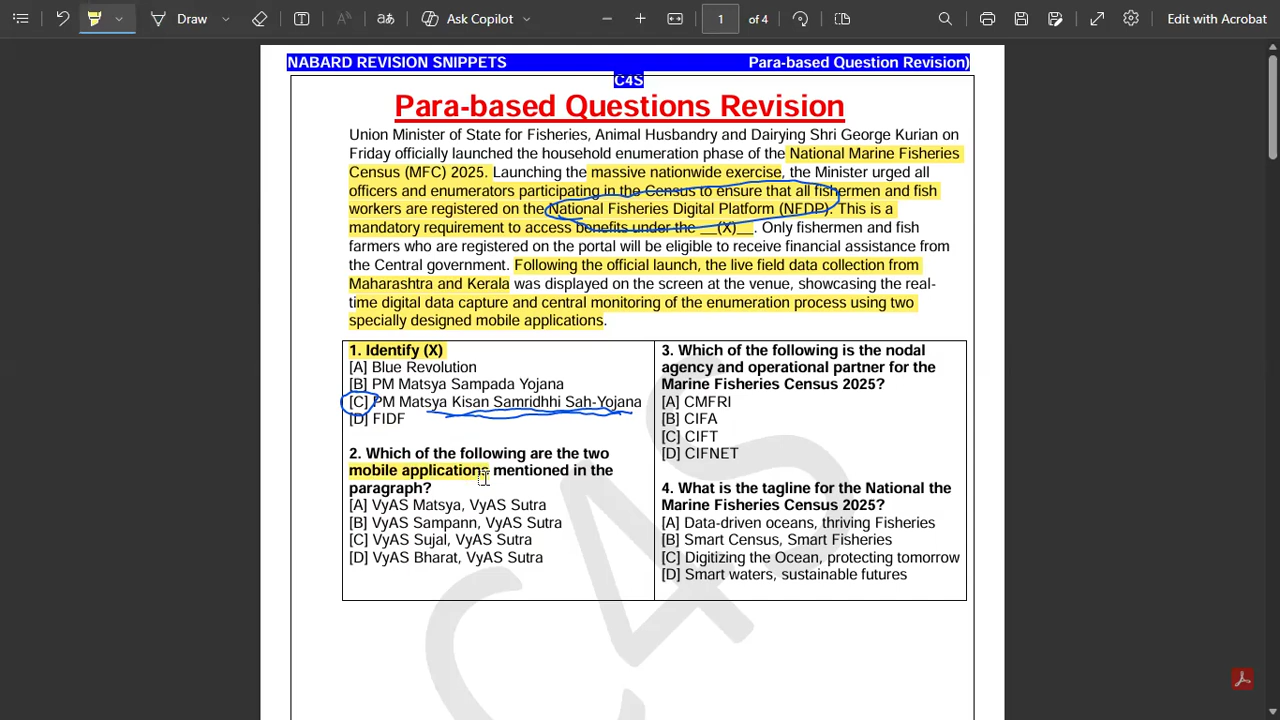 Draw
Ask Copilot
1
of 4
Edit with Acrobat
NABARD REVISION SNIPPETS Para-based Question Revision)
C4S
Para-based Questions Revision
Union Minister of State for Fisheries, Animal Husbandry and Dairying Shri George Kurian on
Friday officially launched the household enumeration phase of the National Marine Fisheries
Census (MFC) 2025. Launching the massive nationwide exercise, the Minister urged all
officers and enumerators participating in the Census to ensure that all fishermen and fish
workers are registered on the National Fisheries Digital Platform (NFDP). This is a
mandatory requirement to access benefits under the __(X)__. Only fishermen and fish
farmers who are registered on the portal will be eligible to receive financial assistance from
the Central government. Following the official launch, the live field data collection from
Maharashtra and Kerala was displayed on the screen at the venue, showcasing the real-
time digital data capture and central monitoring of the enumeration process using two
specially designed mobile applications.
1. Identify (X)
[A] Blue Revolution
[B] PM Matsya Sampada Yojana
[C] PM Matsya Kisan Samridhhi Sah-Yojana
[D] FIDF
2. Which of the following are the two
mobile applications mentioned in the
paragraph?
[A] VyAS Matsya, VyAS Sutra
[B] VyAS Sampann, VyAS Sutra
[C] VyAS Sujal, VyAS Sutra
[D] VyAS Bharat, VyAS Sutra
3. Which of the following is the nodal
agency and operational partner for the
Marine Fisheries Census 2025?
[A] CMFRI
[B] CIFA
[C] CIFT
[D] CIFNET
4. What is the tagline for the National the
Marine Fisheries Census 2025?
[A] Data-driven oceans, thriving Fisheries
[B] Smart Census, Smart Fisheries
[C] Digitizing the Ocean, protecting tomorrow
[D] Smart waters, sustainable futures
C4S